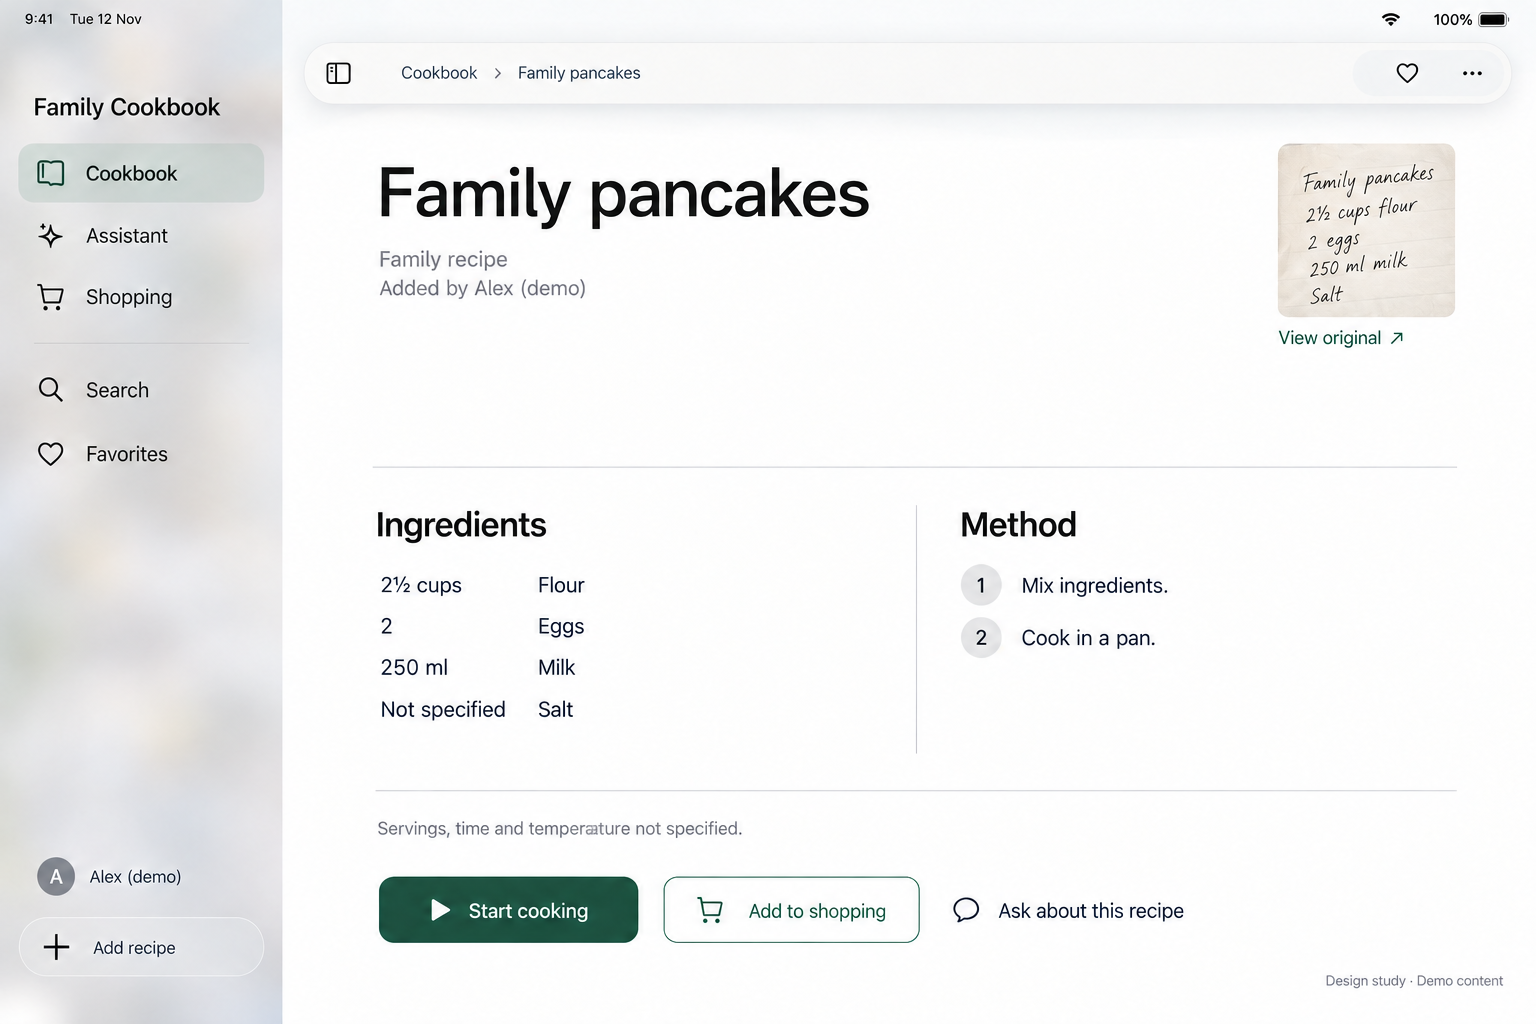 9:41 Tue 12 Nov
100%
Family Cookbook
Cookbook
Assistant
Shopping
Search
Favorites
A Alex (demo)
Add recipe
Cookbook > Family pancakes
Family pancakes
Family recipe
Added by Alex (demo)
Family pancakes
2½ cups flour
2 eggs
250 ml milk
Salt
View original ↗
Ingredients
2½ cups Flour
2 Eggs
250 ml Milk
Not specified Salt
Method
1 Mix ingredients.
2 Cook in a pan.
Servings, time and temperature not specified.
Start cooking
Add to shopping
Ask about this recipe
Design study · Demo content